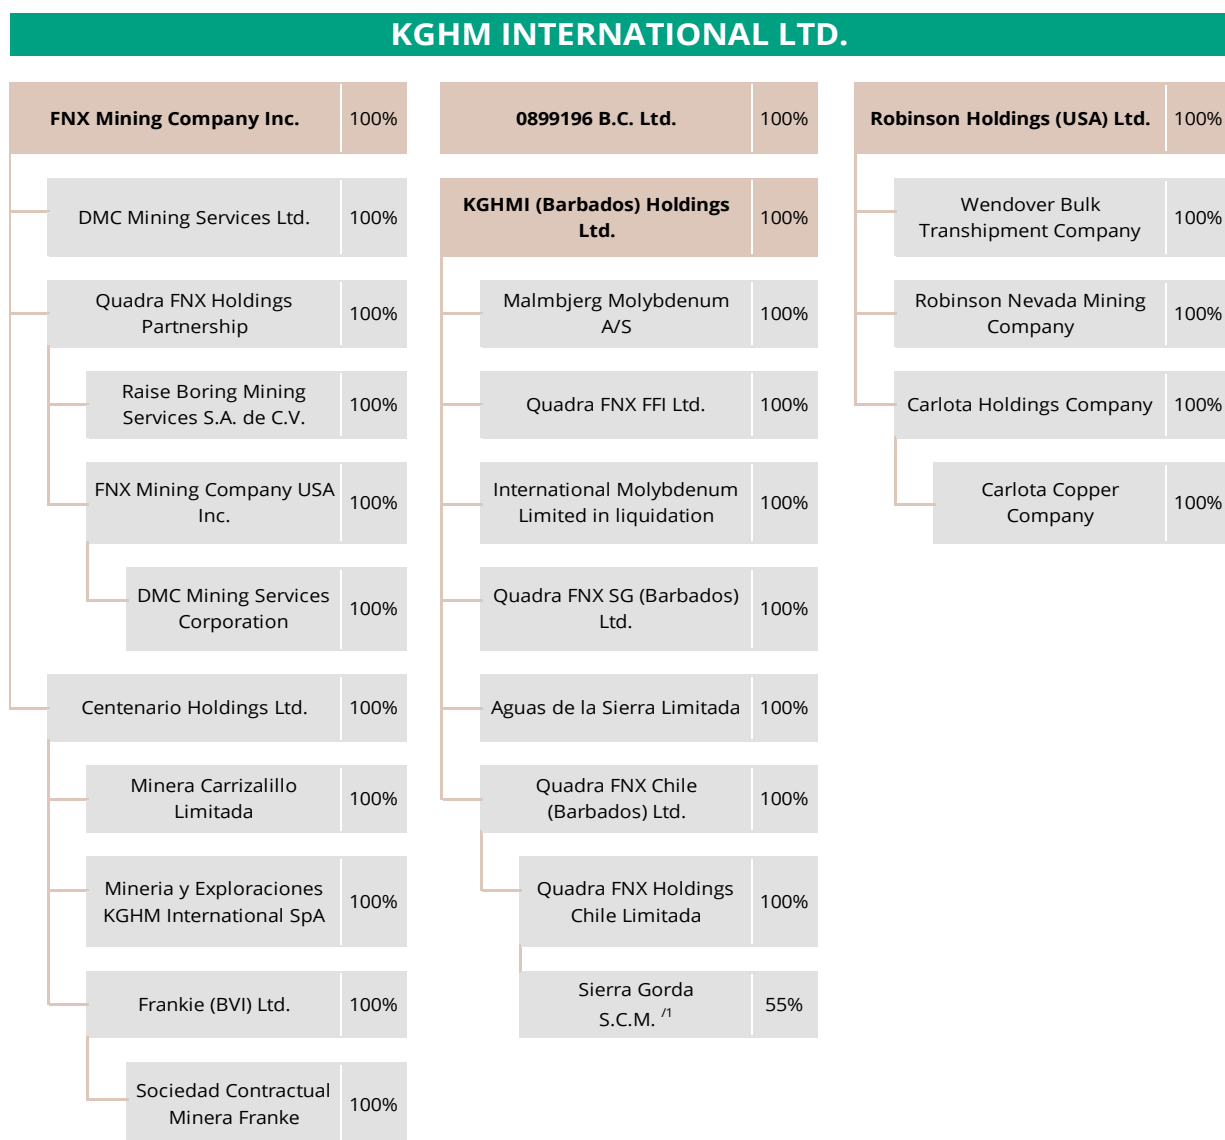 KGHM INTERNATIONAL LTD.
FNX Mining Company Inc. 100%
DMC Mining Services Ltd. 100%
Quadra FNX Holdings
Partnership
100%
Raise Boring Mining
Services S.A. de C.V.
100%
FNX Mining Company USA
Inc.
100%
DMC Mining Services
Corporation
100%
Centenario Holdings Ltd. 100%
Minera Carrizalillo
Limitada
100%
Mineria y Exploraciones
KGHM International SpA
100%
Frankie (BVI) Ltd. 100%
Sociedad Contractual
Minera Franke
100%
0899196 B.C. Ltd. 100%
KGHMI (Barbados) Holdings
Ltd.
100%
Malmbjerg Molybdenum
A/S
100%
Quadra FNX FFI Ltd. 100%
International Molybdenum
Limited in liquidation
100%
Quadra FNX SG (Barbados)
Ltd.
100%
Aguas de la Sierra Limitada 100%
Quadra FNX Chile
(Barbados) Ltd.
100%
Quadra FNX Holdings
Chile Limitada
100%
Sierra Gorda
S.C.M. /1
55%
Robinson Holdings (USA) Ltd. 100%
Wendover Bulk
Transhipment Company
100%
Robinson Nevada Mining
Company
100%
Carlota Holdings Company 100%
Carlota Copper
Company
100%